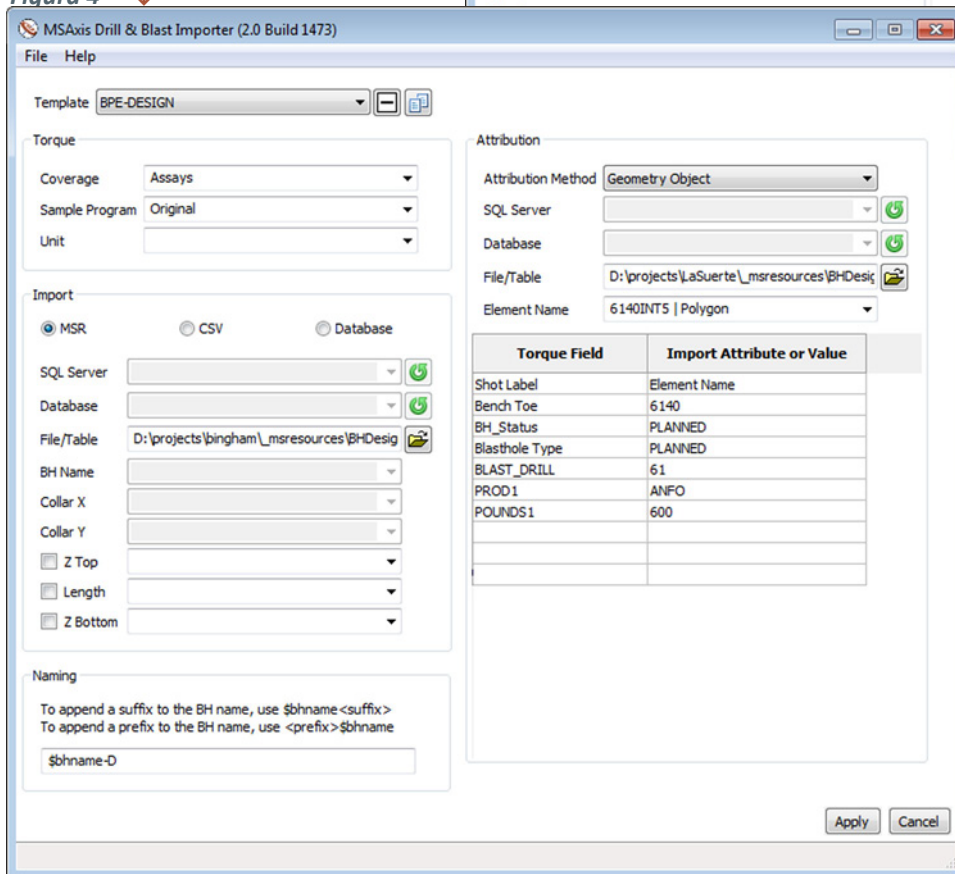 Figure 4
MSAxis Drill & Blast Importer (2.0 Build 1473)
File Help
Template BPE-DESIGN
Torque
Coverage Assays
Sample Program Original
Unit
Import
MSR CSV Database
SQL Server
Database
File/Table D:\projects\bingham\_msresources\BHDesig
BH Name
Collar X
Collar Y
Z Top
Length
Z Bottom
Naming
To append a suffix to the BH name, use $bhname<suffix>
To append a prefix to the BH name, use <prefix>$bhname
$bhname-D
Attribution
Attribution Method Geometry Object
SQL Server
Database
File/Table D:\projects\LaSuerte\_msresources\BHDesig
Element Name 6140INT5 | Polygon
Torque Field Import Attribute or Value
Shot Label Element Name
Bench Toe 6140
BH_Status PLANNED
Blasthole Type PLANNED
BLAST_DRILL 61
PROD1 ANFO
POUNDS1 600
Apply Cancel